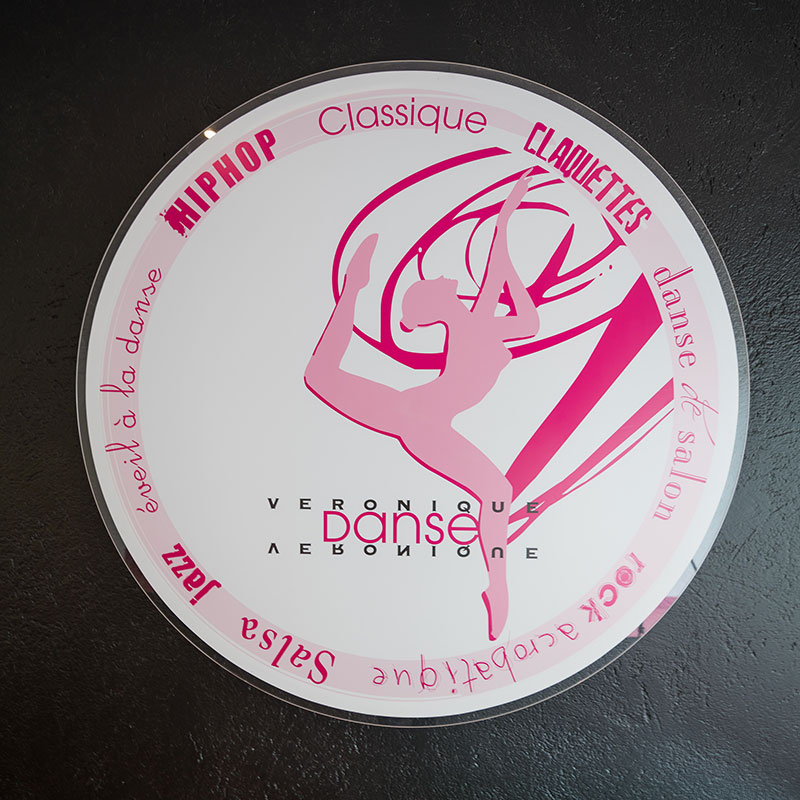 HIPHOP
Classique
CLAQUETTES
danse de salon
rock acrobatique
Salsa
jazz
éveil à la danse
VERONIQUE
Danse
VERONIQUE